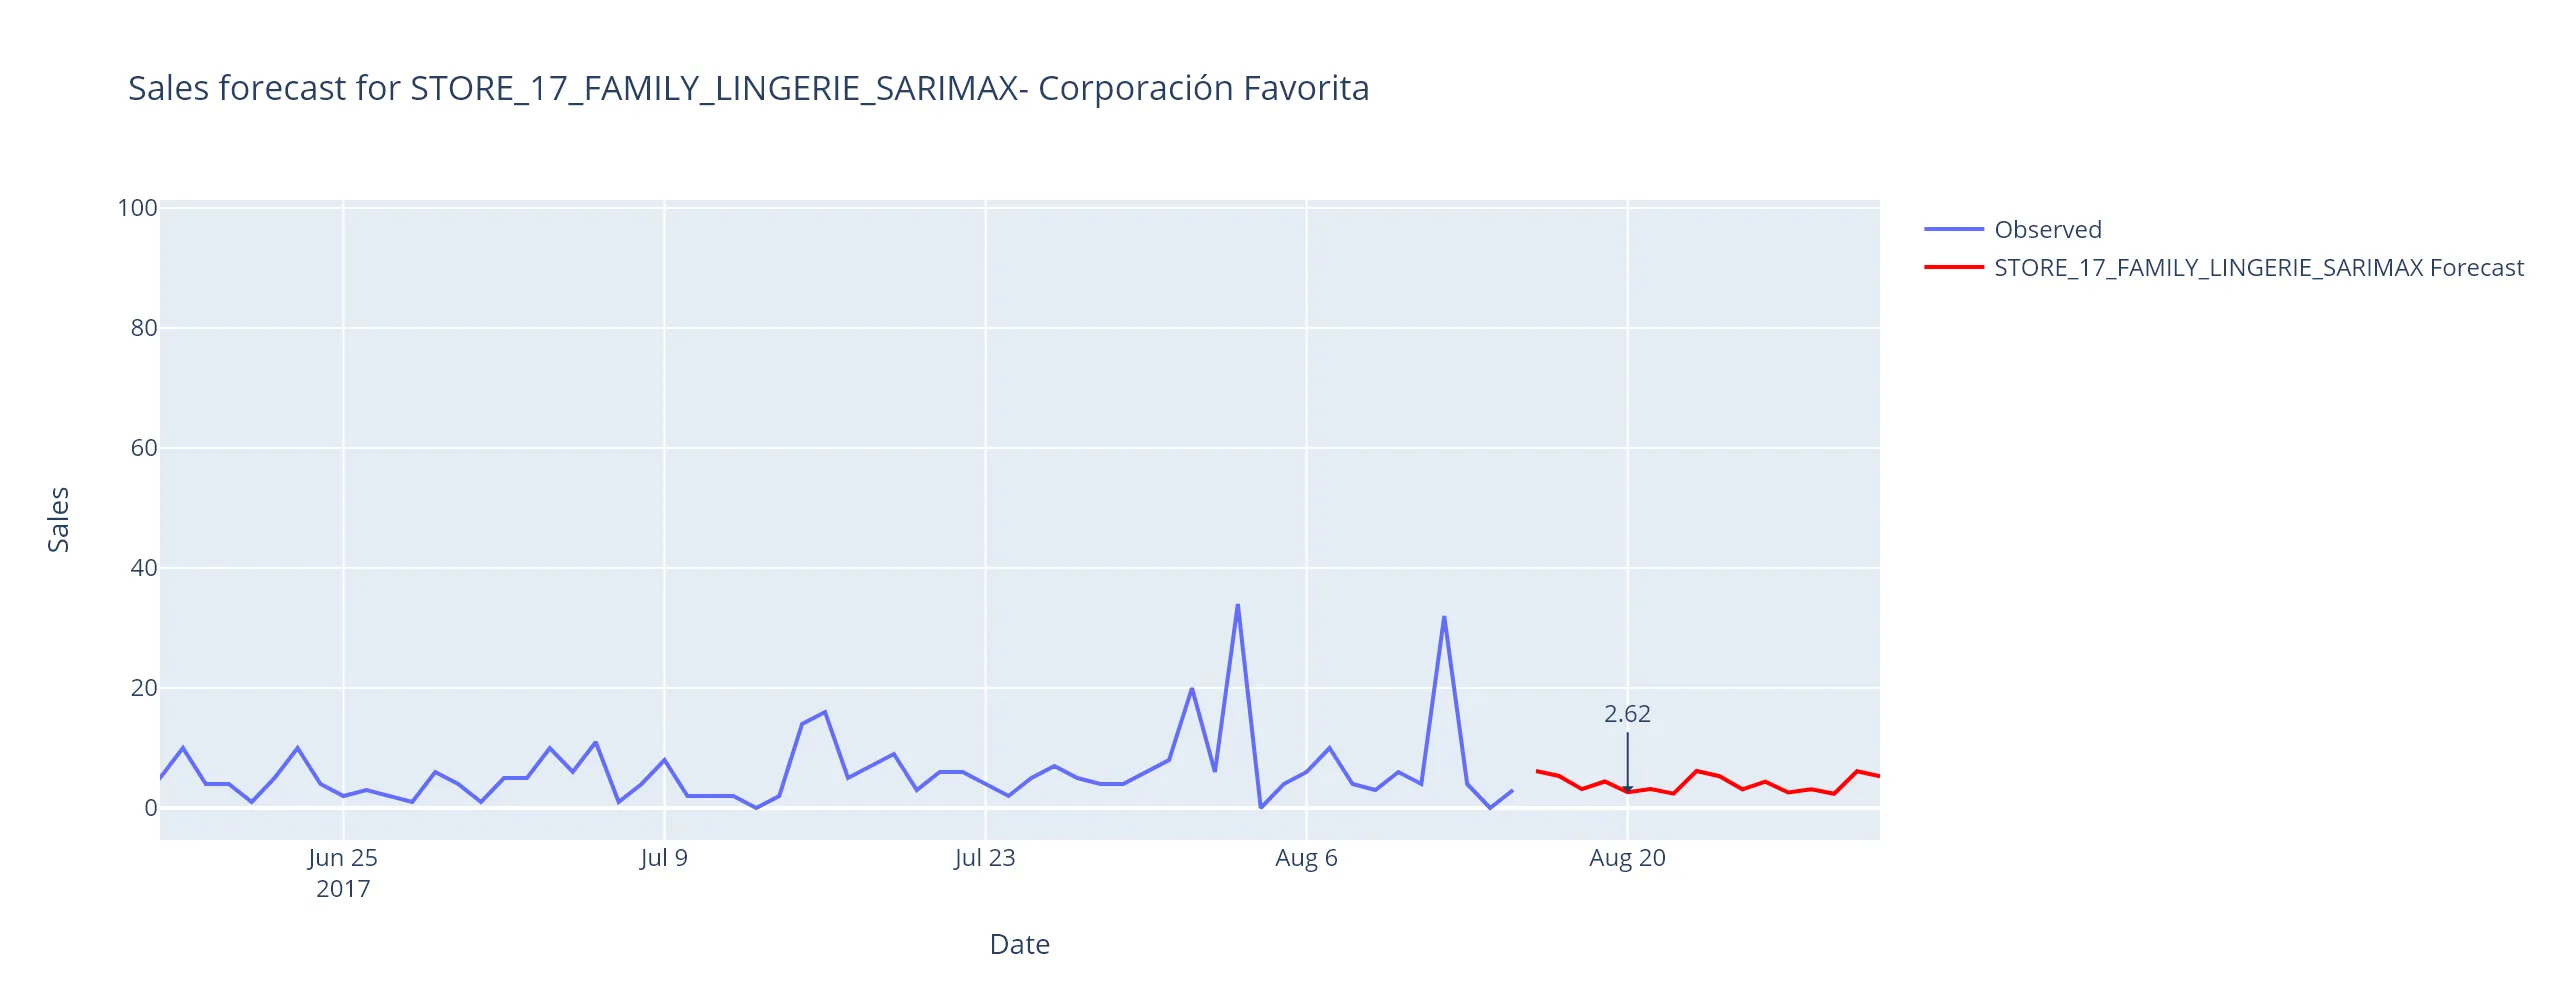 Sales forecast for STORE_17_FAMILY_LINGERIE_SARIMAX- Corporación Favorita
Observed
STORE_17_FAMILY_LINGERIE_SARIMAX Forecast
100
80
60
40
20
0
Sales
2.62
Jun 25
2017
Jul 9
Jul 23
Aug 6
Aug 20
Date